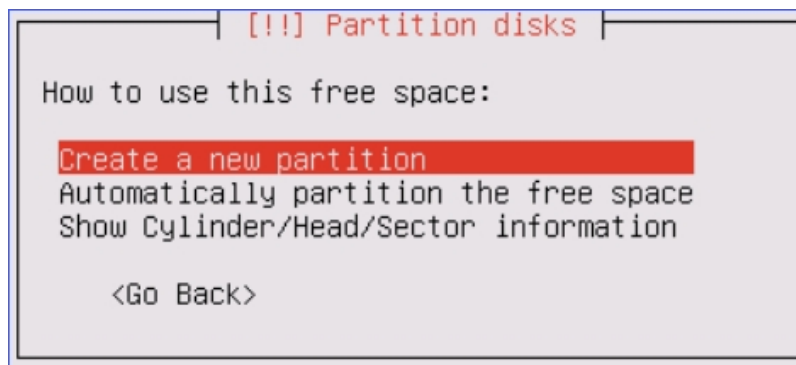 [!!] Partition disks
How to use this free space:
Create a new partition
Automatically partition the free space
Show Cylinder/Head/Sector information
<Go Back>